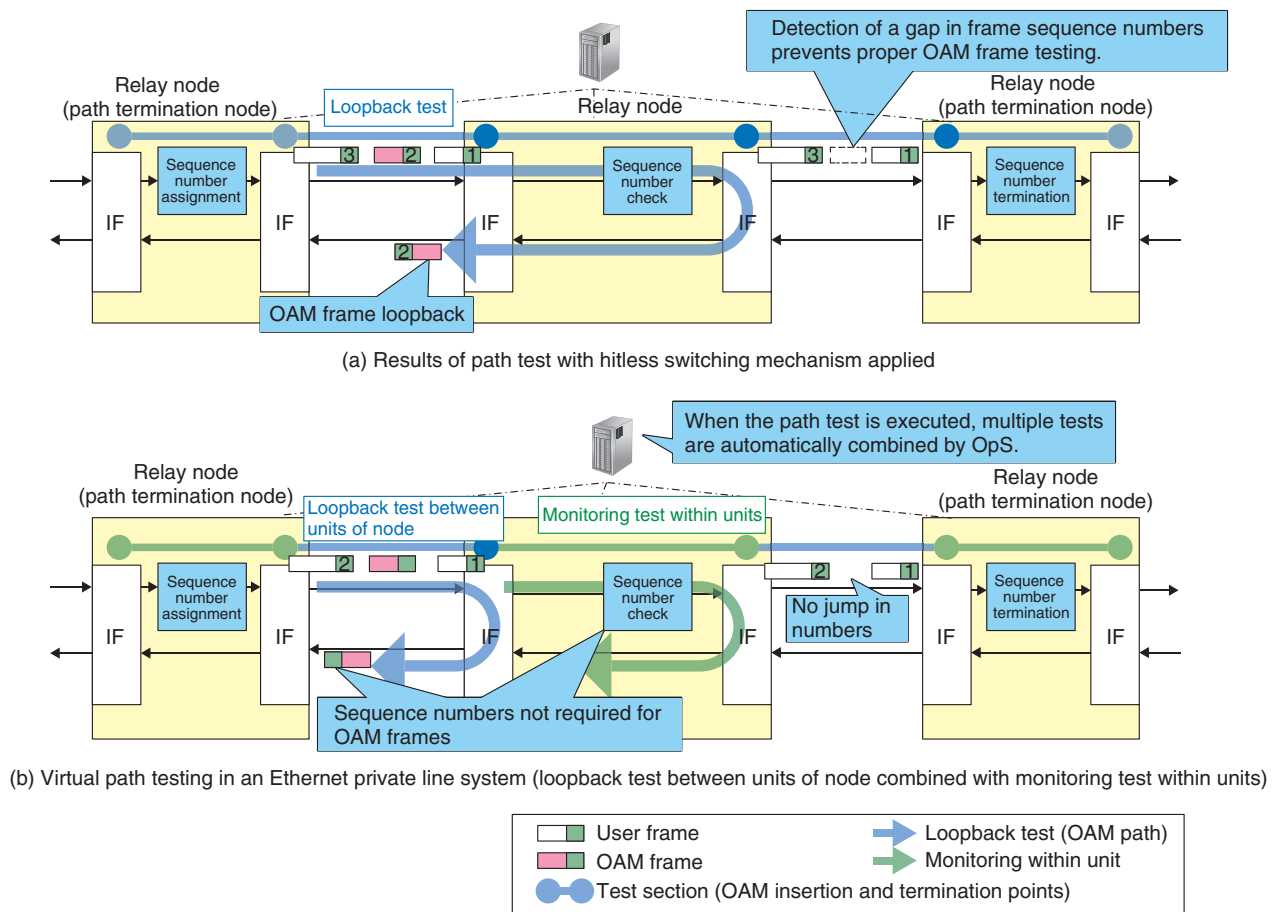 Detection of a gap in frame sequence numbers
prevents proper OAM frame testing.
Relay node
(path termination node)
Loopback test
Relay node
Relay node
(path termination node)
3
2
1
3
1
Sequence
number
assignment
Sequence
number
check
Sequence
number
termination
IF
IF
IF
IF
IF
IF
2
OAM frame loopback
(a) Results of path test with hitless switching mechanism applied
When the path test is executed, multiple tests
are automatically combined by OpS.
Relay node
(path termination node)
Relay node
(path termination node)
Loopback test between
units of node
Monitoring test within units
2
1
2
1
Sequence
number
assignment
Sequence
number
check
Sequence
number
termination
No jump in
numbers
IF
IF
IF
IF
IF
IF
Sequence numbers not required for
OAM frames
(b) Virtual path testing in an Ethernet private line system (loopback test between units of node combined with monitoring test within units)
User frame
Loopback test (OAM path)
OAM frame
Monitoring within unit
Test section (OAM insertion and termination points)